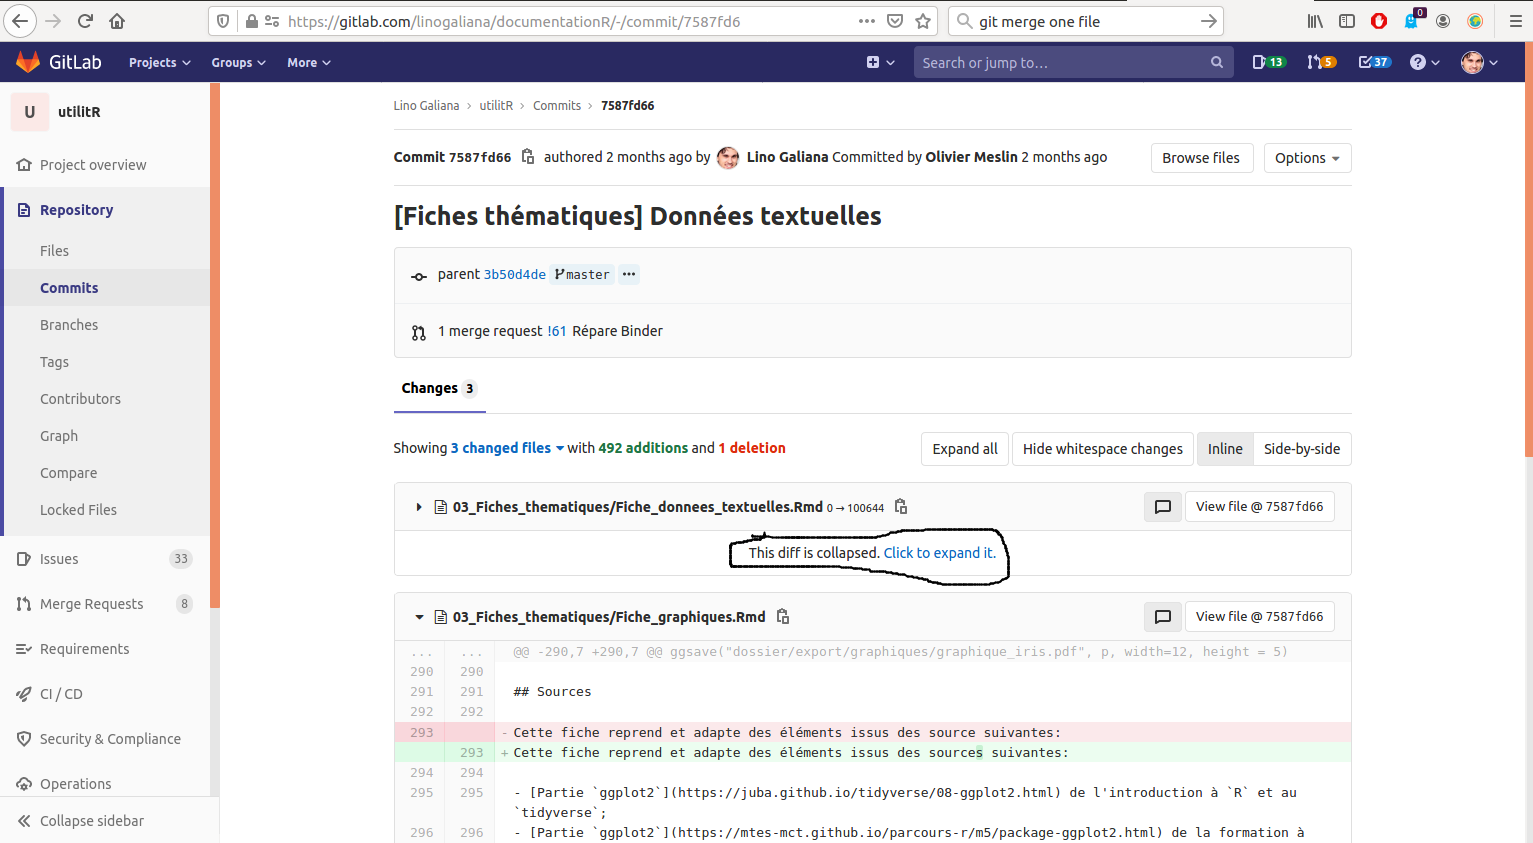 https://gitlab.com/linogaliana/documentationR/-/commit/7587fd6
git merge one file
0
GitLab
Projects
Groups
More
Search or jump to…
13
5
37
U
utilitR
Project overview
Repository
Files
Commits
Branches
Tags
Contributors
Graph
Compare
Locked Files
Issues 33
Merge Requests 8
Requirements
CI / CD
Security & Compliance
Operations
Collapse sidebar
Lino Galiana › utilitR › Commits › 7587fd66
Commit 7587fd66 authored 2 months ago by Lino Galiana Committed by Olivier Meslin 2 months ago
Browse files
Options
[Fiches thématiques] Données textuelles
parent 3b50d4de master
1 merge request !61 Répare Binder
Changes 3
Showing 3 changed files with 492 additions and 1 deletion
Expand all
Hide whitespace changes
Inline
Side-by-side
03_Fiches_thematiques/Fiche_donnees_textuelles.Rmd 0 → 100644
View file @ 7587fd66
This diff is collapsed. Click to expand it.
03_Fiches_thematiques/Fiche_graphiques.Rmd
View file @ 7587fd66
... ... @@ -290,7 +290,7 @@ ggsave("dossier/export/graphiques/graphique_iris.pdf", p, width=12, height = 5)
290 290
291 291 ## Sources
292 292
293 - Cette fiche reprend et adapte des éléments issus des source suivantes:
293 + Cette fiche reprend et adapte des éléments issus des sources suivantes:
294 294
295 295 - [Partie `ggplot2`](https://juba.github.io/tidyverse/08-ggplot2.html) de l'introduction à `R` et au
`tidyverse`;
296 296 - [Partie `ggplot2`](https://mtes-mct.github.io/parcours-r/m5/package-ggplot2.html) de la formation à